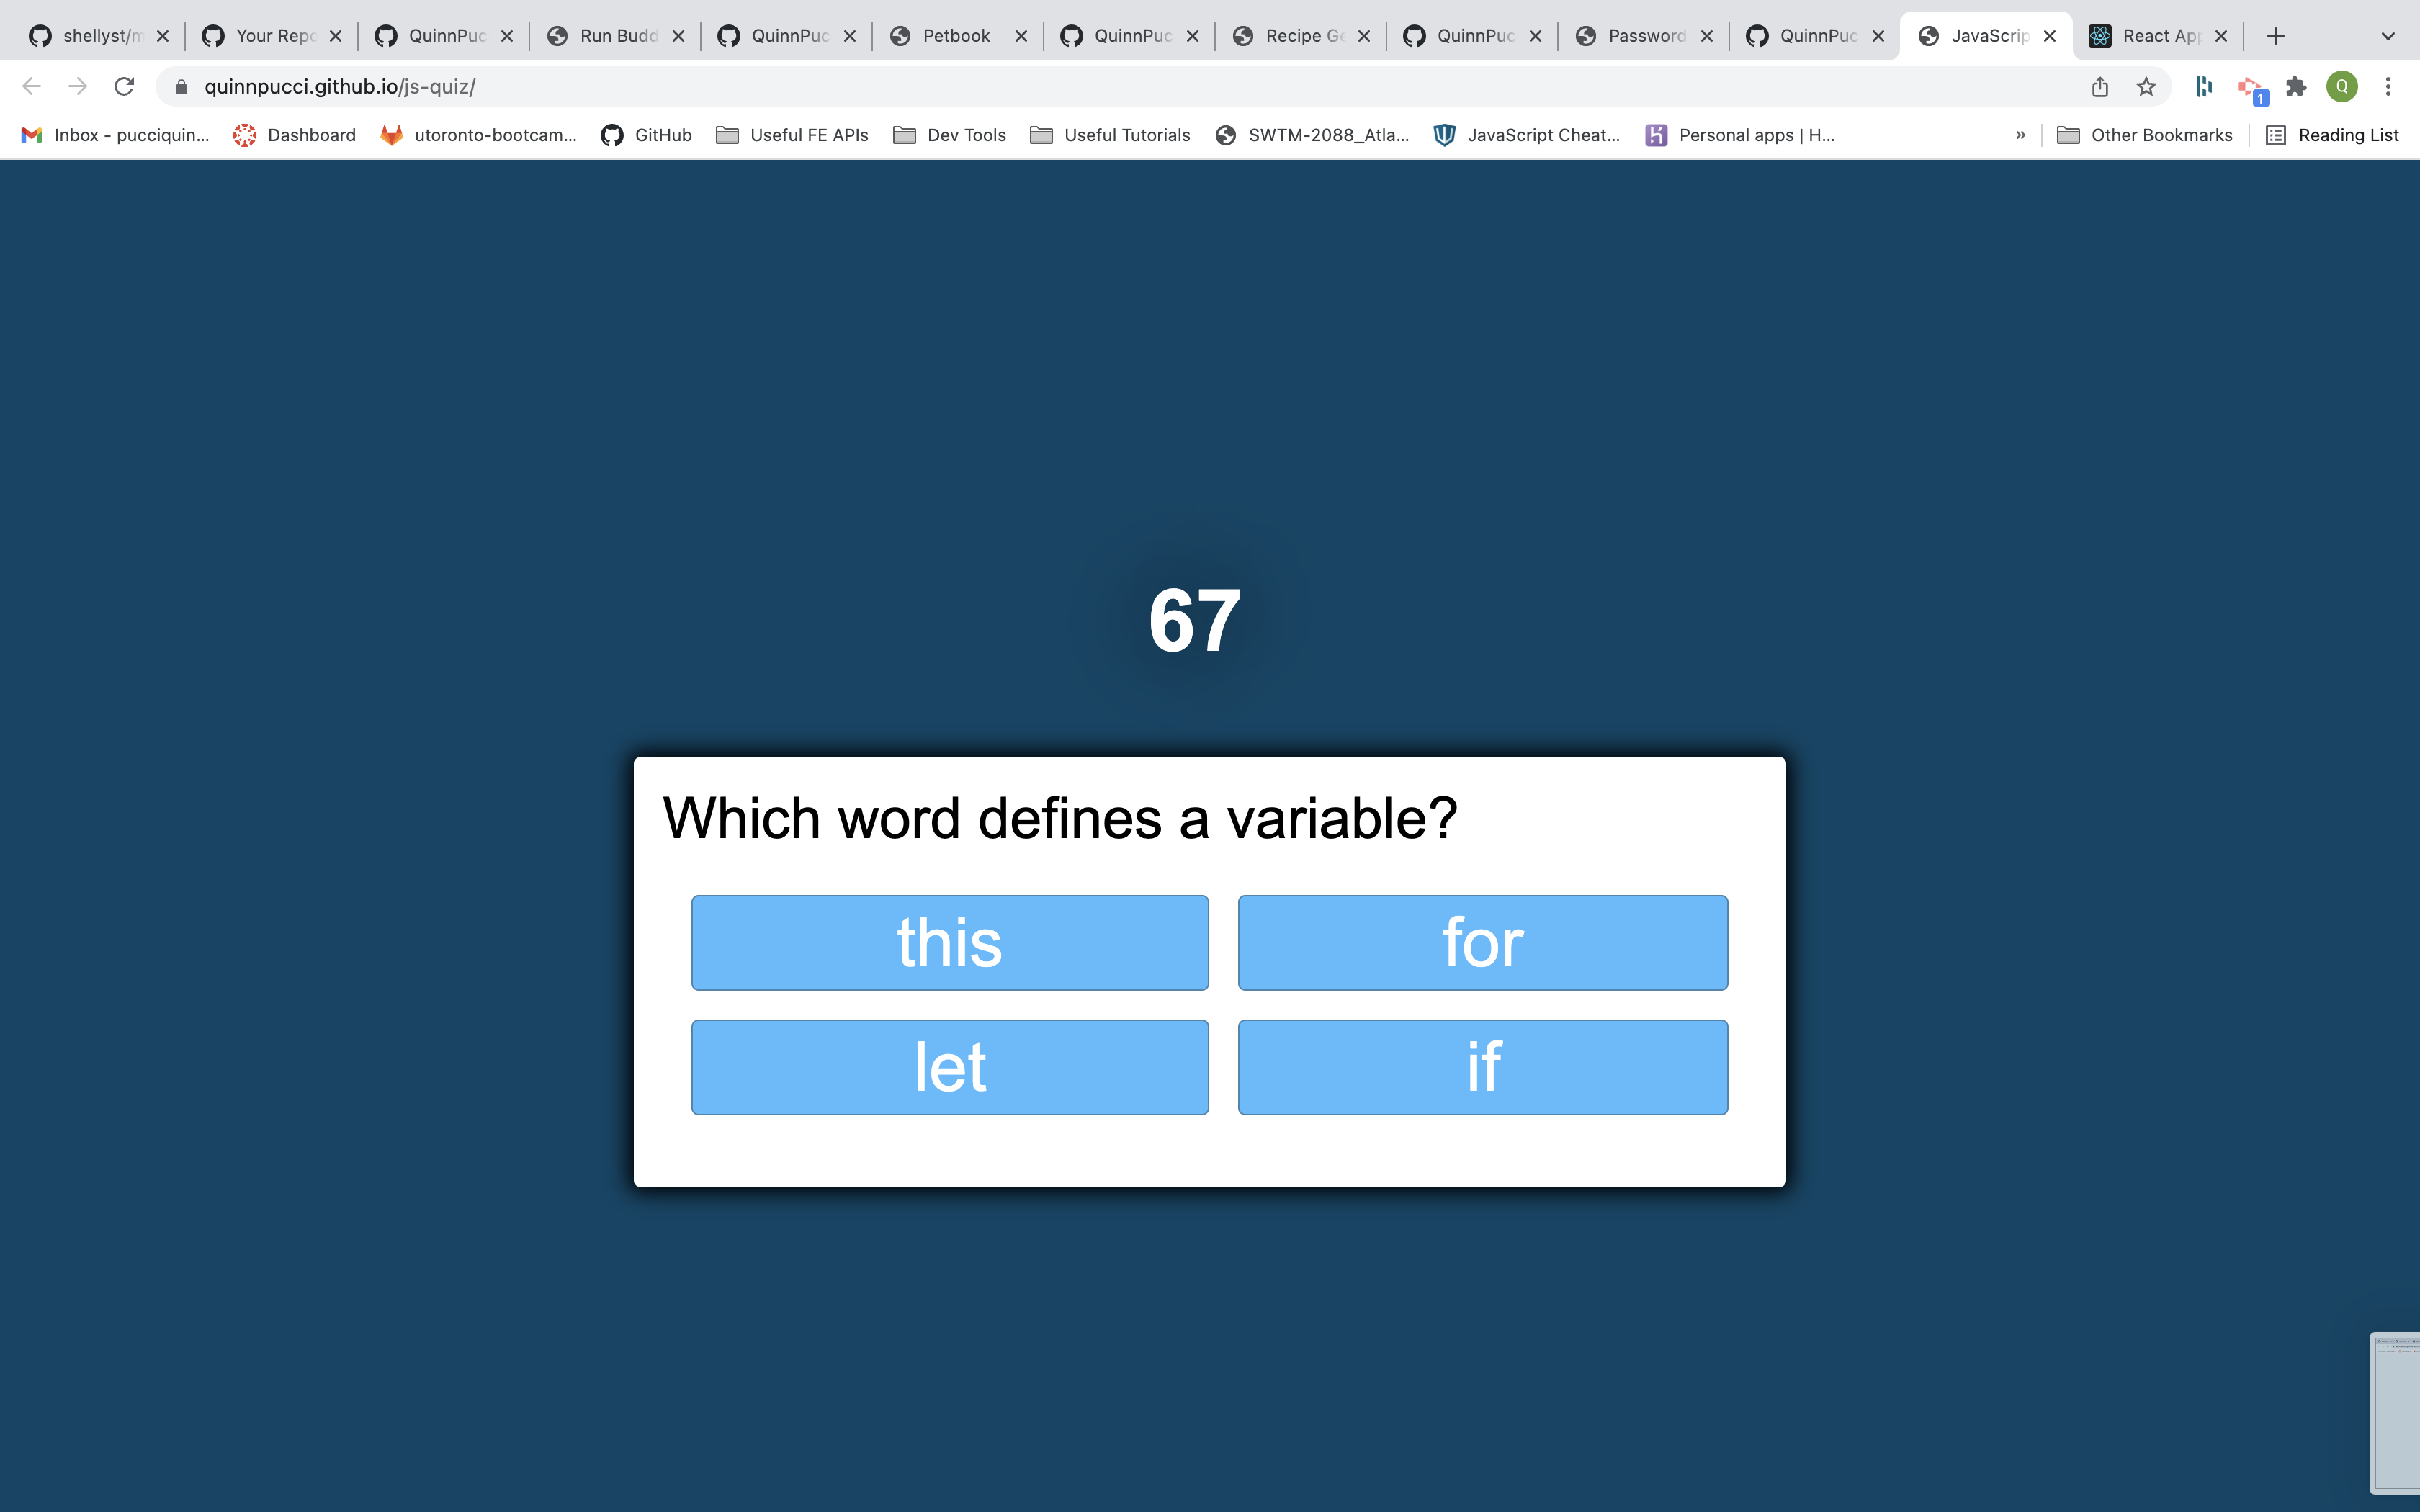 shellyst/m Your Repo QuinnPuc Run Budd QuinnPuc Petbook QuinnPuc Recipe Ge QuinnPuc Password QuinnPuc JavaScrip React App
quinnpucci.github.io/js-quiz/ Q
1
Inbox - pucciquin... Dashboard utoronto-bootcam... GitHub Useful FE APIs Dev Tools Useful Tutorials SWTM-2088_Atla... JavaScript Cheat... Personal apps | H... » Other Bookmarks Reading List
67
Which word defines a variable?
this for
let if